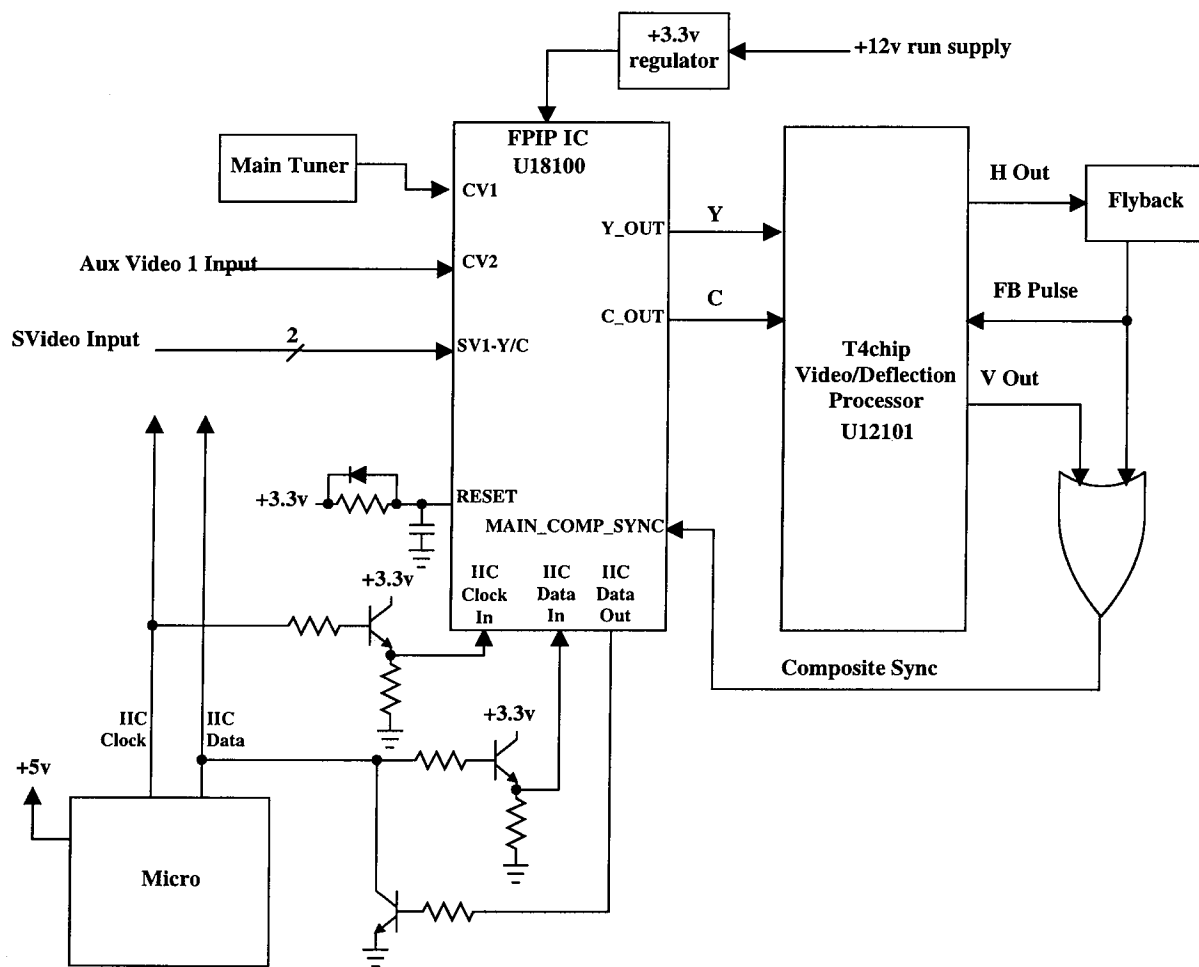 +3.3v
regulator
+12v run supply
FPIP IC
U18100
Main Tuner
CV1
H Out
Flyback
Y_OUT
Y
Aux Video 1 Input
CV2
FB Pulse
C_OUT
C
SVideo Input
2
SV1-Y/C
T4chip
Video/Deflection
Processor
U12101
V Out
+3.3v
RESET
MAIN_COMP_SYNC
+3.3v
IIC
Clock
In
IIC
Data
In
IIC
Data
Out
Composite Sync
IIC
Clock
IIC
Data
+3.3v
+5v
Micro